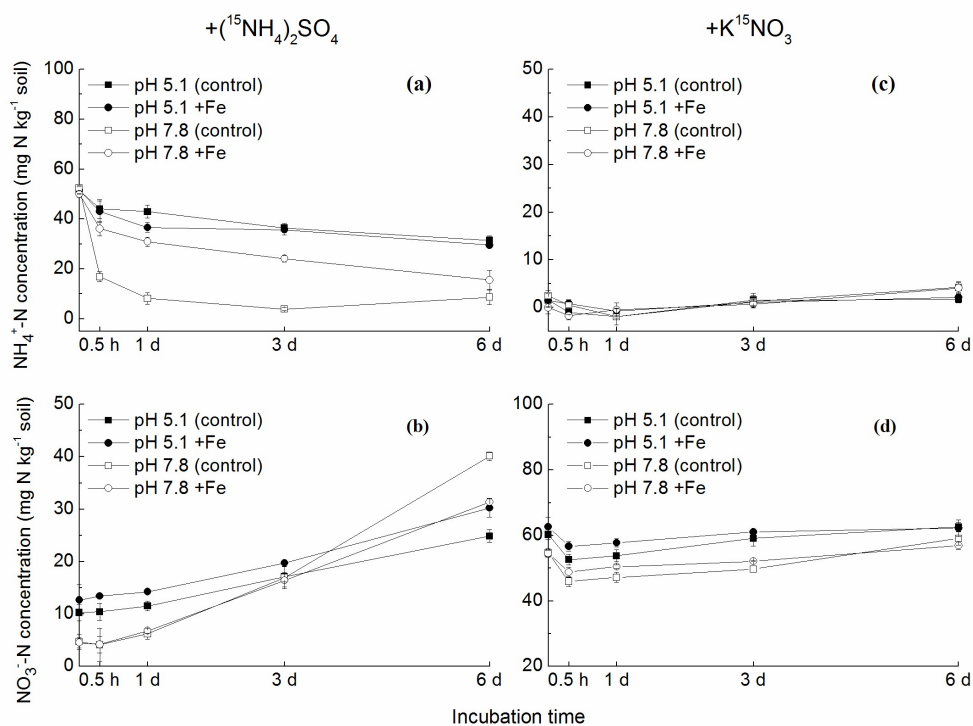 +(¹⁵NH₄)₂SO₄
+K¹⁵NO₃
NH₄⁺-N concentration (mg N kg⁻¹ soil)
100
80
60
40
20
0
(a)
pH 5.1 (control)
pH 5.1 +Fe
pH 7.8 (control)
pH 7.8 +Fe
0.5 h 1 d 3 d 6 d
50
40
30
20
10
0
(c)
pH 5.1 (control)
pH 5.1 +Fe
pH 7.8 (control)
pH 7.8 +Fe
0.5 h 1 d 3 d 6 d
NO₃⁻-N concentration (mg N kg⁻¹ soil)
50
40
30
20
10
0
(b)
pH 5.1 (control)
pH 5.1 +Fe
pH 7.8 (control)
pH 7.8 +Fe
0.5 h 1 d 3 d 6 d
100
80
60
40
20
(d)
pH 5.1 (control)
pH 5.1 +Fe
pH 7.8 (control)
pH 7.8 +Fe
0.5 h 1 d 3 d 6 d
Incubation time